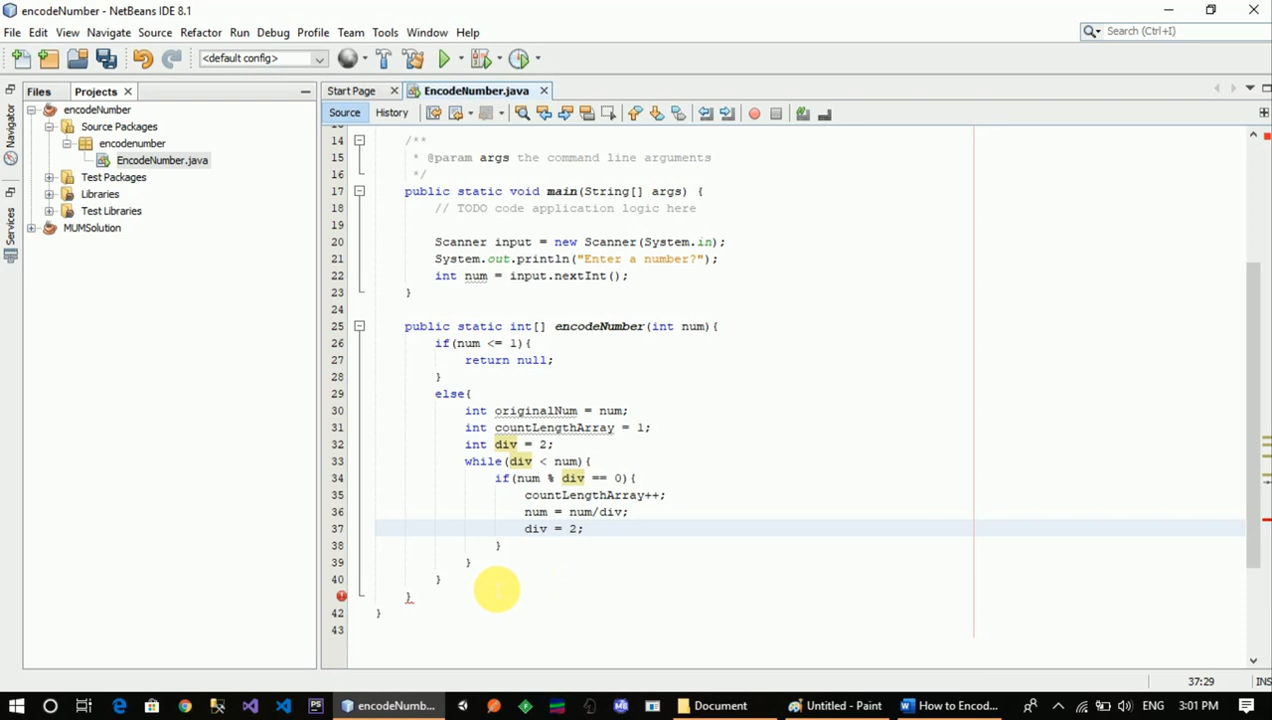 encodeNumber - NetBeans IDE 8.1
File Edit View Navigate Source Refactor Run Debug Profile Team Tools Window Help
Search (Ctrl+I)
<default config>
Files Projects
Start Page EncodeNumber.java
Navigator
Services
encodeNumber
Source Packages
encodenumber
EncodeNumber.java
Test Packages
Libraries
Test Libraries
MUMSolution
Source History
14 /**
15 * @param args the command line arguments
16 */
17 public static void main(String[] args) {
18 // TODO code application logic here
19
20 Scanner input = new Scanner(System.in);
21 System.out.println("Enter a number?");
22 int num = input.nextInt();
23 }
24
25 public static int[] encodeNumber(int num){
26 if(num <= 1){
27 return null;
28 }
29 else{
30 int originalNum = num;
31 int countLengthArray = 1;
32 int div = 2;
33 while(div < num){
34 if(num % div == 0){
35 countLengthArray++;
36 num = num/div;
37 div = 2;
38 }
39 }
40 }
}
42 }
43
37:29 INS
encodeNumb...
Document
Untitled - Paint
How to Encod...
3:01 PM